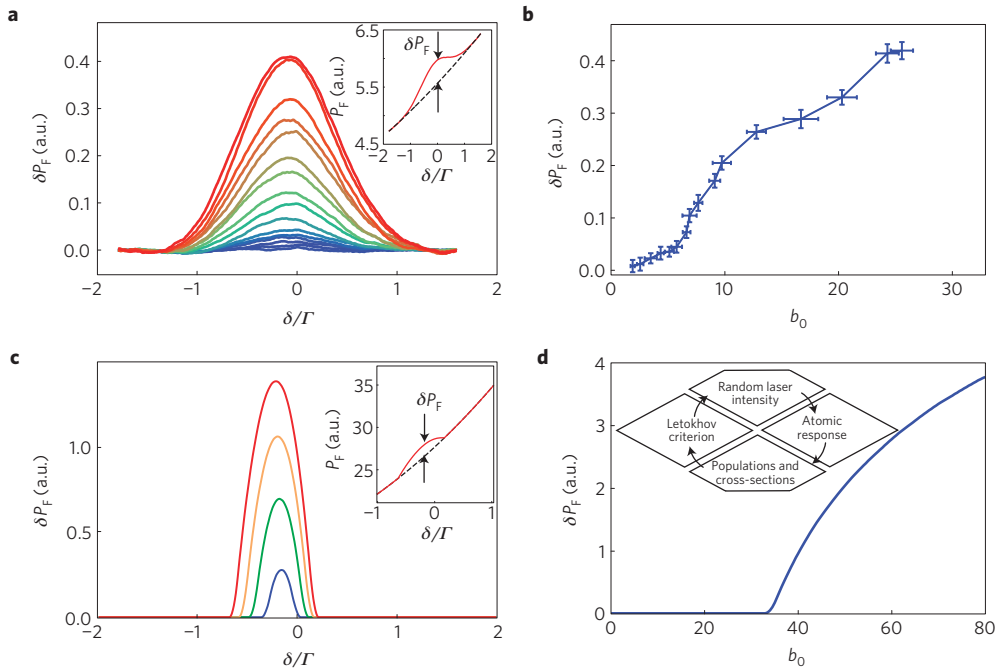 a
δP_F (a.u.)
0.4
0.3
0.2
0.1
0.0
−2
−1
0
1
2
δ/Γ
P_F (a.u.)
6.5
5.5
4.5
δP_F
−2 −1 0 1 2
δ/Γ
b
δP_F (a.u.)
0.4
0.3
0.2
0.1
0.0
0
10
20
30
b_0
c
δP_F (a.u.)
1.0
0.5
0.0
−2
−1
0
1
2
δ/Γ
P_F (a.u.)
35
31
27
23
δP_F
−1 0 1
δ/Γ
d
δP_F (a.u.)
4
3
2
1
0
0
20
40
60
80
b_0
Random laser
intensity
Letokhov
criterion
Atomic
response
Populations and
cross-sections